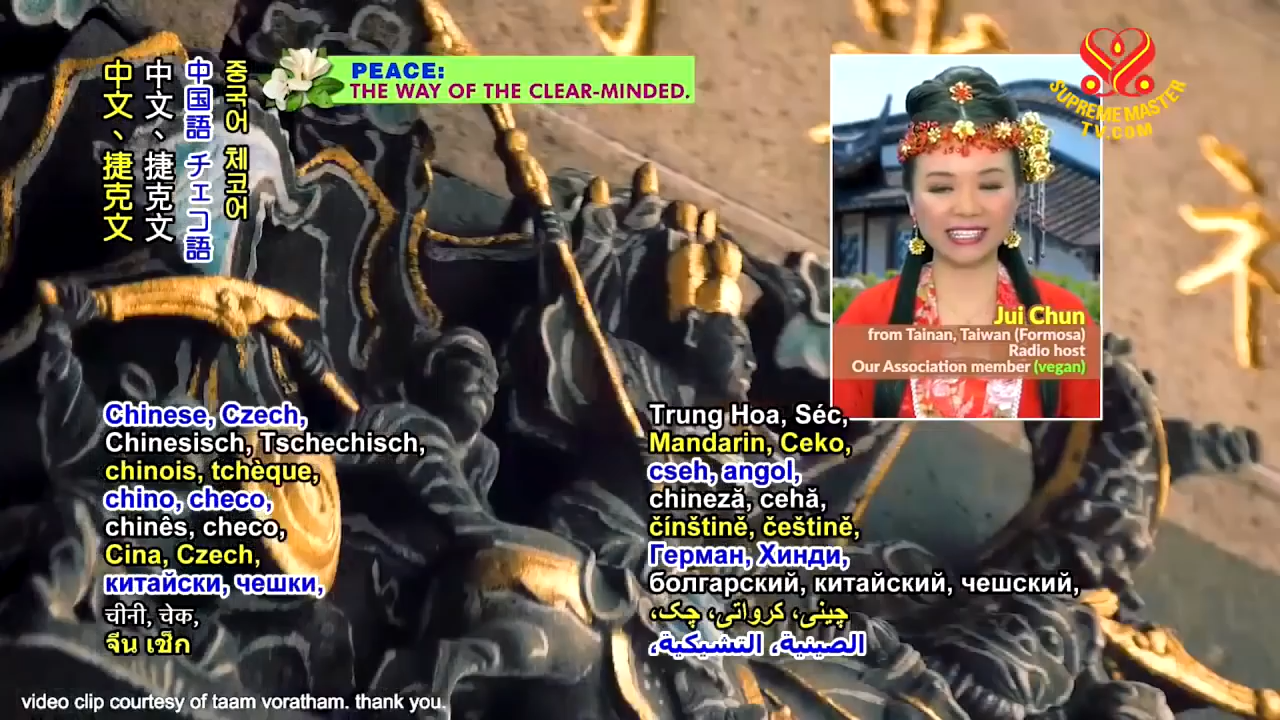 PEACE:
THE WAY OF THE CLEAR-MINDED.
SUPREME MASTER
TV.COM
中文、捷克文
中文、捷克文
中国語 チェコ語
중국어 체코어
Jui Chun
from Tainan, Taiwan (Formosa)
Radio host
Our Association member (vegan)
Chinese, Czech,
Chinesisch, Tschechisch,
chinois, tchèque,
chino, checo,
chinês, checo,
Cina, Czech,
китайски, чешки,
चीनी, चेक,
จีน เช็ก
Trung Hoa, Séc,
Mandarin, Ceko,
cseh, angol,
chineză, cehă,
čínštině, češtině,
Герман, Хинди,
болгарский, китайский, чешский,
چینی، کرواتی، چک،
الصينية، التشيكية،
video clip courtesy of taam voratham. thank you.